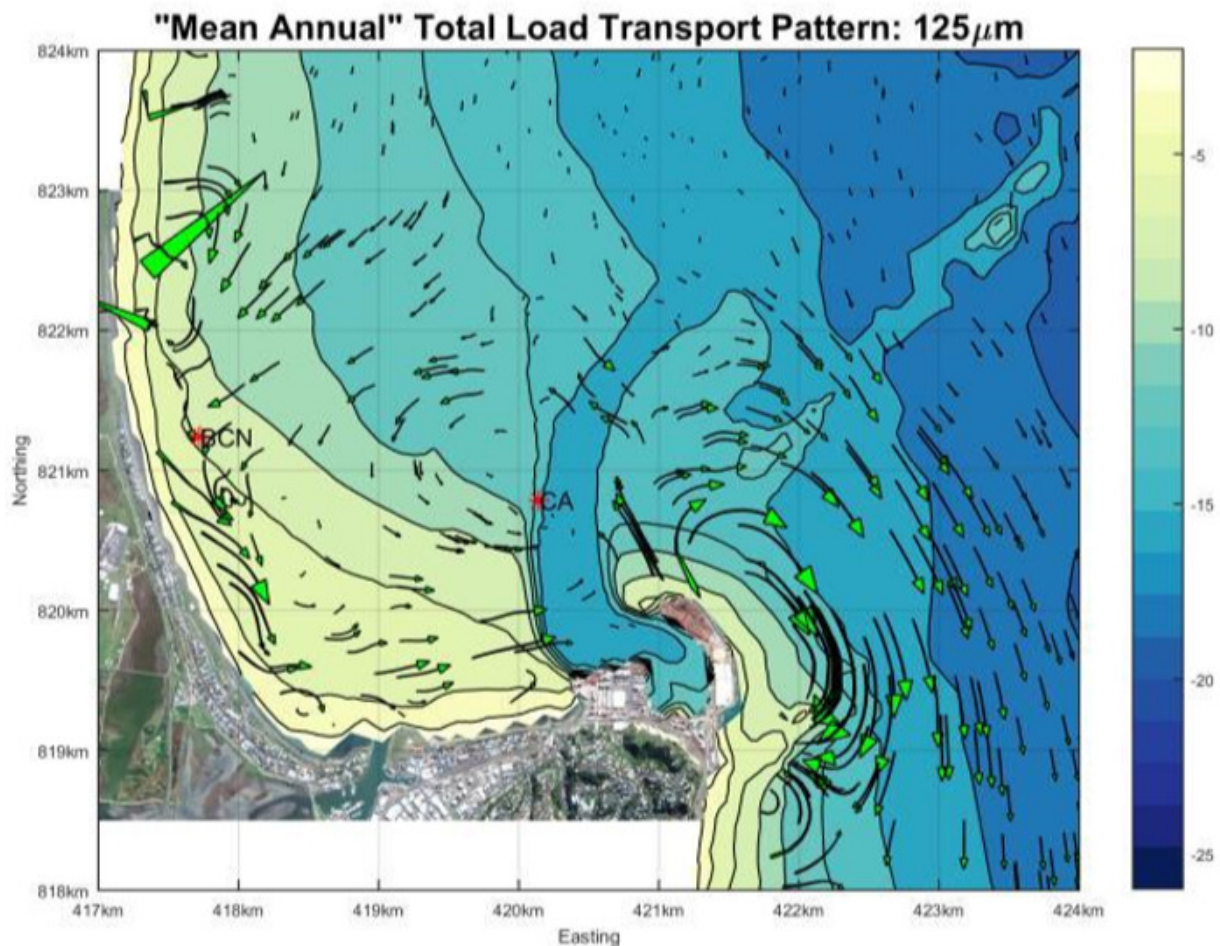 "Mean Annual" Total Load Transport Pattern: 125μm
824km
823km
822km
821km
820km
819km
818km
Northing
BCN
CA
417km
418km
419km
420km
421km
422km
423km
424km
Easting
-5
-10
-15
-20
-25